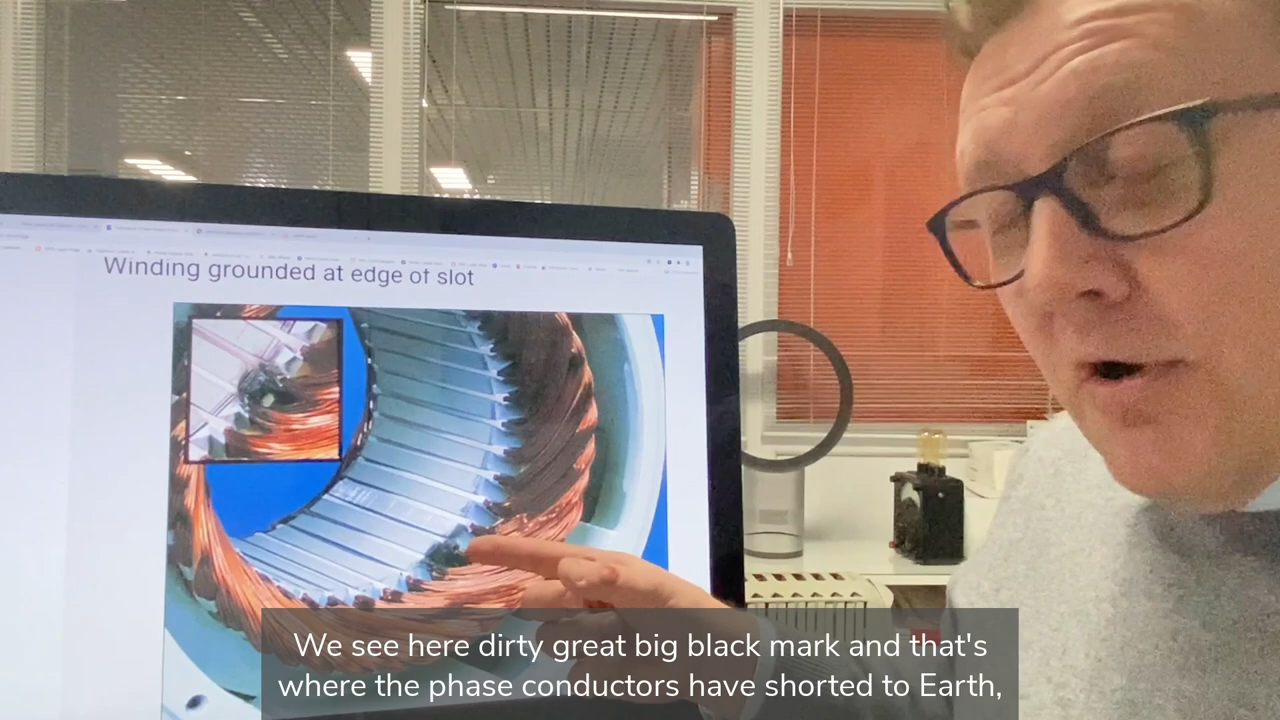 Winding grounded at edge of slot
We see here dirty great big black mark and that's
where the phase conductors have shorted to Earth,